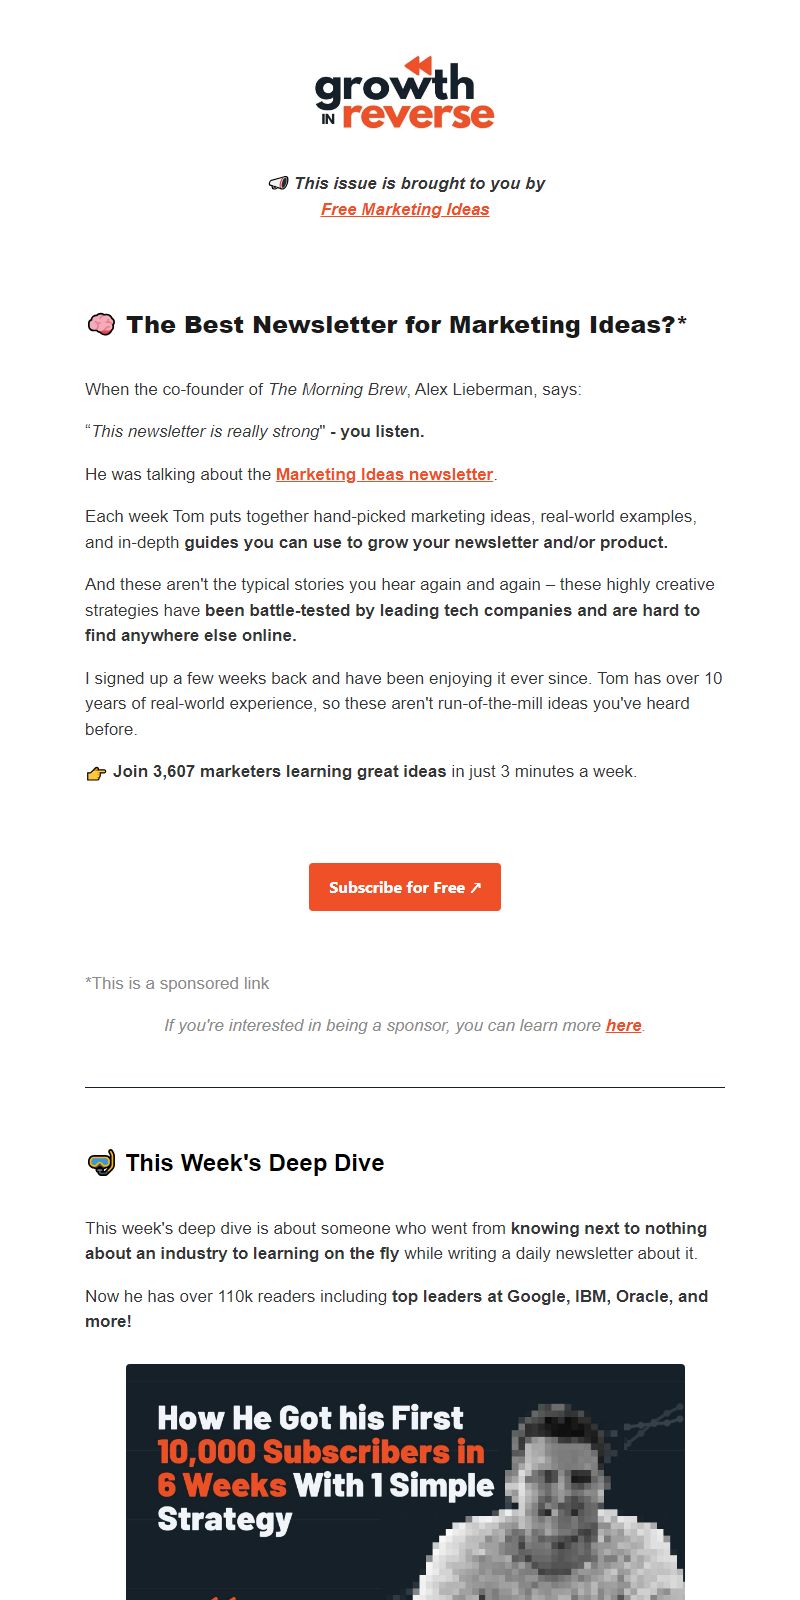 growth
IN reverse
📣 This issue is brought to you by
Free Marketing Ideas
🧠 The Best Newsletter for Marketing Ideas?*
When the co-founder of The Morning Brew, Alex Lieberman, says:
“This newsletter is really strong" - you listen.
He was talking about the Marketing Ideas newsletter.
Each week Tom puts together hand-picked marketing ideas, real-world examples,
and in-depth guides you can use to grow your newsletter and/or product.
And these aren't the typical stories you hear again and again – these highly creative
strategies have been battle-tested by leading tech companies and are hard to
find anywhere else online.
I signed up a few weeks back and have been enjoying it ever since. Tom has over 10
years of real-world experience, so these aren't run-of-the-mill ideas you've heard
before.
👉 Join 3,607 marketers learning great ideas in just 3 minutes a week.
Subscribe for Free ↗
*This is a sponsored link
If you're interested in being a sponsor, you can learn more here.
🤿 This Week's Deep Dive
This week's deep dive is about someone who went from knowing next to nothing
about an industry to learning on the fly while writing a daily newsletter about it.
Now he has over 110k readers including top leaders at Google, IBM, Oracle, and
more!
How He Got his First
10,000 Subscribers in
6 Weeks With 1 Simple
Strategy